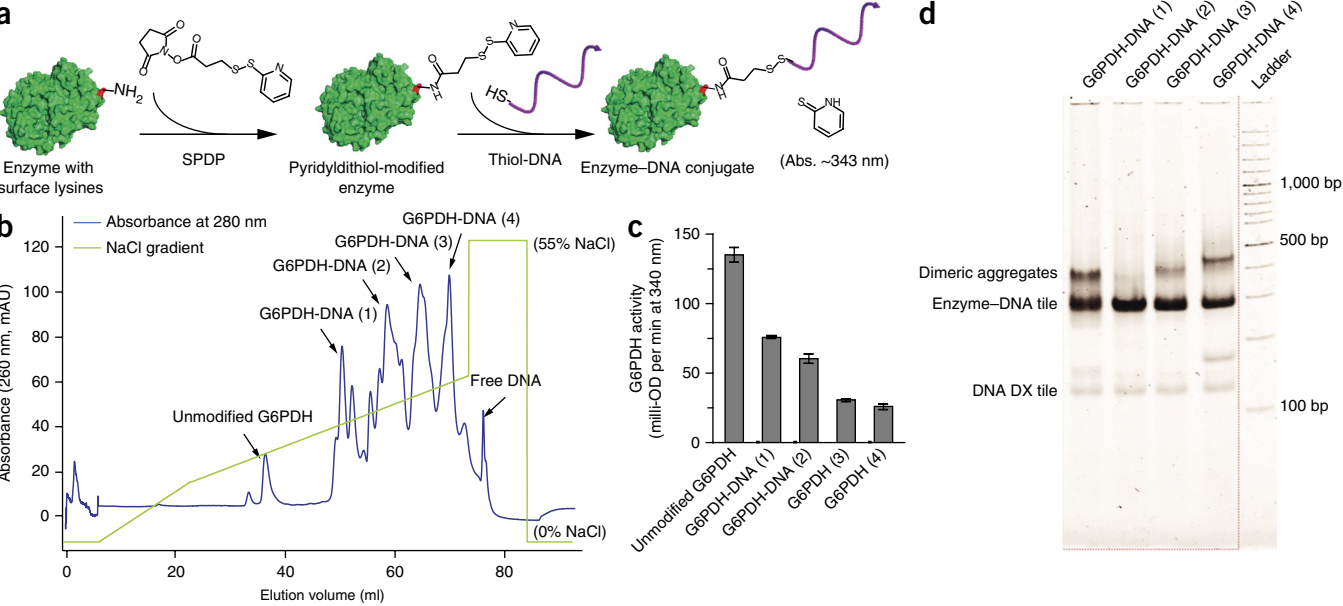 a
O
N
O
O
O
S
S
N
NH2
SPDP
Enzyme with
surface lysines
O
N
H
S
S
N
HS
Thiol-DNA
Pyridyldithiol-modified
enzyme
O
N
H
S
S
Enzyme–DNA conjugate
S
NH
(Abs. ~343 nm)
b
Absorbance at 280 nm
NaCl gradient
G6PDH-DNA (4)
G6PDH-DNA (3)
G6PDH-DNA (2)
G6PDH-DNA (1)
Unmodified G6PDH
Free DNA
(55% NaCl)
(0% NaCl)
Absorbance (260 nm, mAU)
120
100
80
60
40
20
0
0
20
40
60
80
Elution volume (ml)
c
G6PDH activity
(milli-OD per min at 340 nm)
150
100
50
0
Unmodified G6PDH
G6PDH-DNA (1)
G6PDH-DNA (2)
G6PDH (3)
G6PDH (4)
d
G6PDH-DNA (1)
G6PDH-DNA (2)
G6PDH-DNA (3)
G6PDH-DNA (4)
Ladder
Dimeric aggregates
Enzyme–DNA tile
DNA DX tile
1,000 bp
500 bp
100 bp